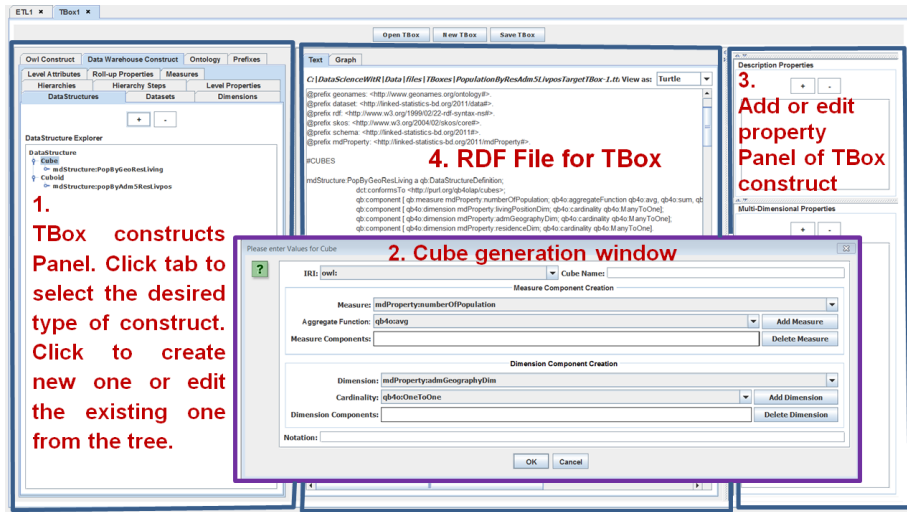 ETL1 × TBox1 ×
Open TBox New TBox Save TBox
Owl Construct Data Warehouse Construct Ontology Prefixes
Level Attributes Roll-up Properties Measures
Hierarchies Hierarchy Steps Level Properties
DataStructures Datasets Dimensions
+ -
DataStructure Explorer
DataStructure
Cube
mdStructure:PopByGeoResLiving
Cuboid
mdStructure:popByAdm5ResLivpos
1.
TBox constructs
Panel. Click tab to
select the desired
type of construct.
Click to create
new one or edit
the existing one
from the tree.
Text Graph
C:\DataScienceWitR\Data\files\TBoxes\PopulationByResAdm5LivposTargetTBox-1.tt View as: Turtle
@prefix geonames: <http://www.geonames.org/ontology#>.
@prefix dataset: <http://linked-statistics-bd.org/2011/data#>.
@prefix rdf: <http://www.w3.org/1999/02/22-rdf-syntax-ns#>.
@prefix skos: <http://www.w3.org/2004/02/skos/core#>.
@prefix schema: <http://linked-statistics-bd.org/2011#>.
@prefix mdProperty: <http://linked-statistics-bd.org/2011/mdProperty#>.
4. RDF File for TBox
#CUBES
mdStructure:PopByGeoResLiving a qb:DataStructureDefinition;
dct:conformsTo <http://purl.org/qb4olap/cubes>;
qb:component [ qb:measure mdProperty:numberOfPopulation; qb4o:aggregateFunction qb4o:avg, qb4o:sum, qb
qb:component [ qb4o:dimension mdProperty:livingPositionDim; qb4o:cardinality qb4o:ManyToOne];
qb:component [ qb4o:dimension mdProperty:admGeographyDim; qb4o:cardinality qb4o:ManyToOne];
qb:component [ qb4o:dimension mdProperty:residenceDim; qb4o:cardinality qb4o:ManyToOne].
Description Properties
+ -
3.
Add or edit
property
Panel of TBox
construct
Multi-Dimensional Properties
+ -
Please enter Values for Cube
2. Cube generation window
? IRI: owl: Cube Name:
Measure Component Creation
Measure: mdProperty:numberOfPopulation
Aggregate Function: qb4o:avg Add Measure
Measure Components: Delete Measure
Dimension Component Creation
Dimension: mdProperty:admGeographyDim
Cardinality: qb4o:OneToOne Add Dimension
Dimension Components: Delete Dimension
Notation:
OK Cancel